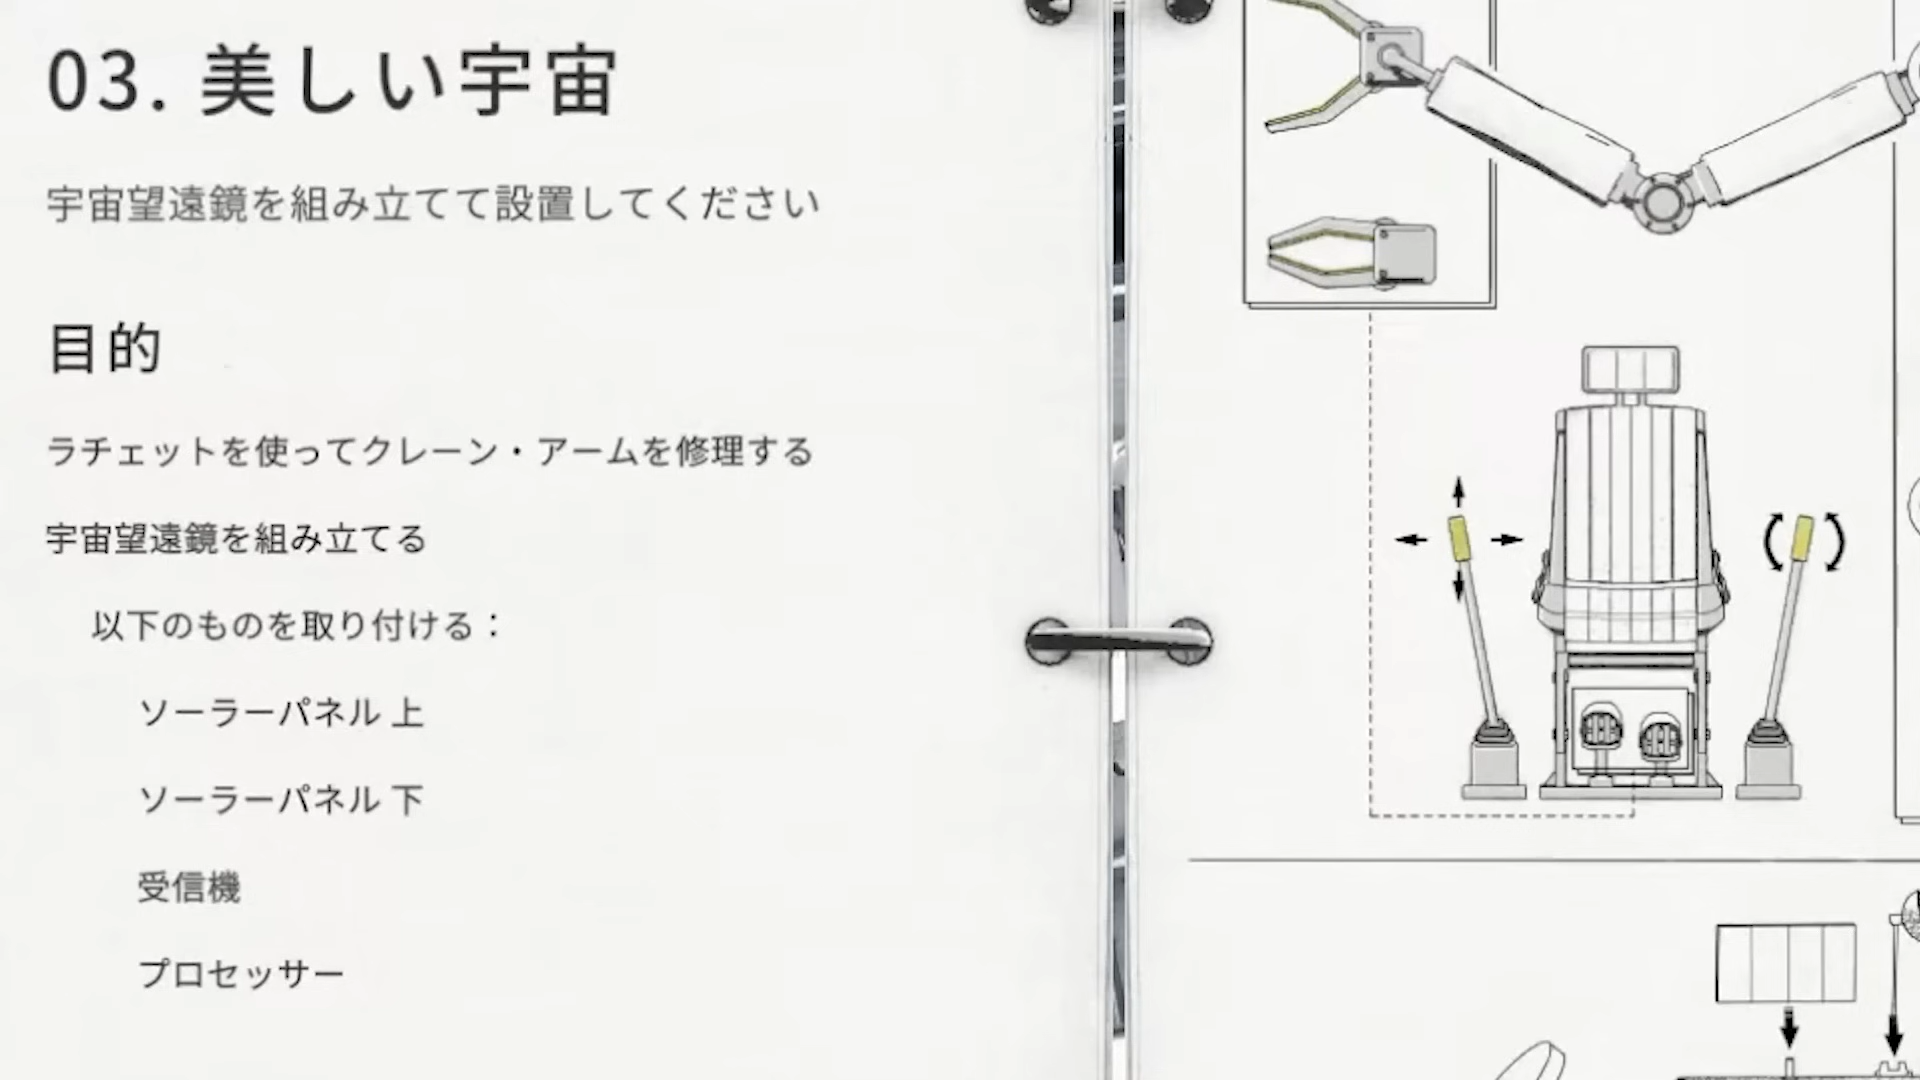 03. 美しい宇宙
宇宙望遠鏡を組み立てて設置してください
目的
ラチェットを使ってクレーン・アームを修理する
宇宙望遠鏡を組み立てる
以下のものを取り付ける：
ソーラーパネル 上
ソーラーパネル 下
受信機
プロセッサー